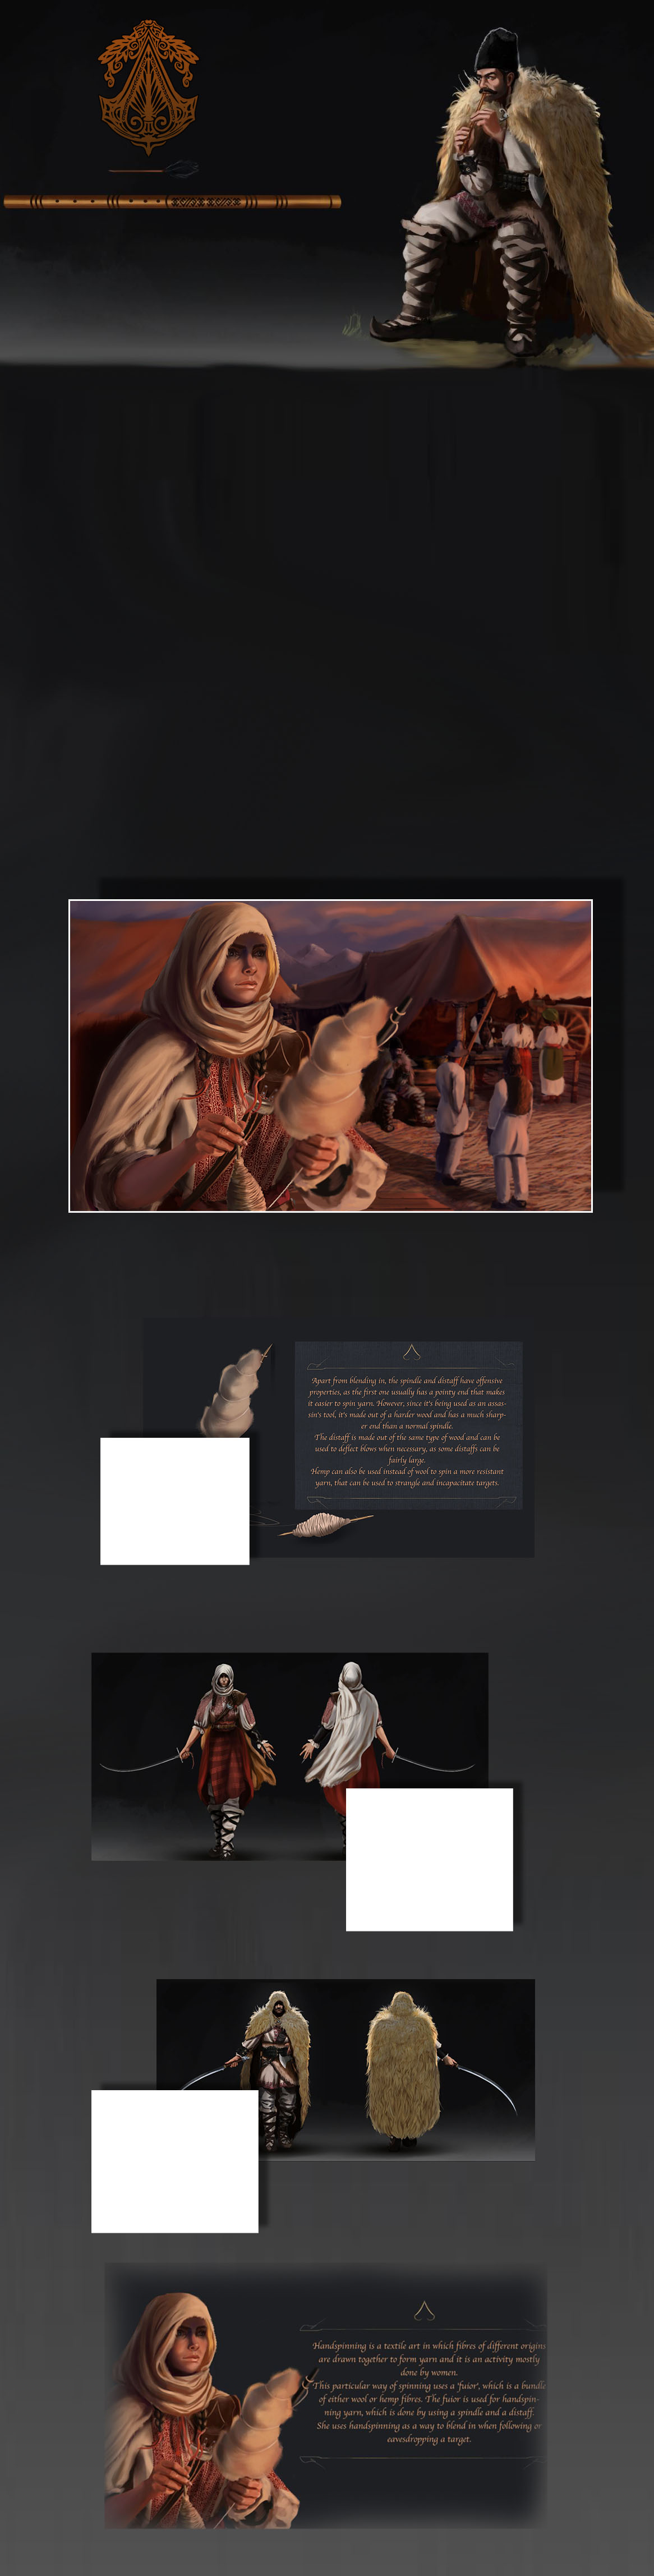 Apart from blending in, the spindle and distaff have offensive
properties, as the first one usually has a pointy end that makes
it easier to spin yarn. However, since it's being used as an assas-
sin's tool, it's made out of a harder wood and has a much sharp-
er end than a normal spindle.
The distaff is made out of the same type of wood and can be
used to deflect blows when necessary, as some distaffs can be
fairly large.
Hemp can also be used instead of wool to spin a more resistant
yarn, that can be used to strangle and incapacitate targets.
Handspinning is a textile art in which fibres of different origins
are drawn together to form yarn and it is an activity mostly
done by women.
This particular way of spinning uses a 'fuior', which is a bundle
of either wool or hemp fibres. The fuior is used for handspin-
ning yarn, which is done by using a spindle and a distaff.
She uses handspinning as a way to blend in when following or
eavesdropping a target.